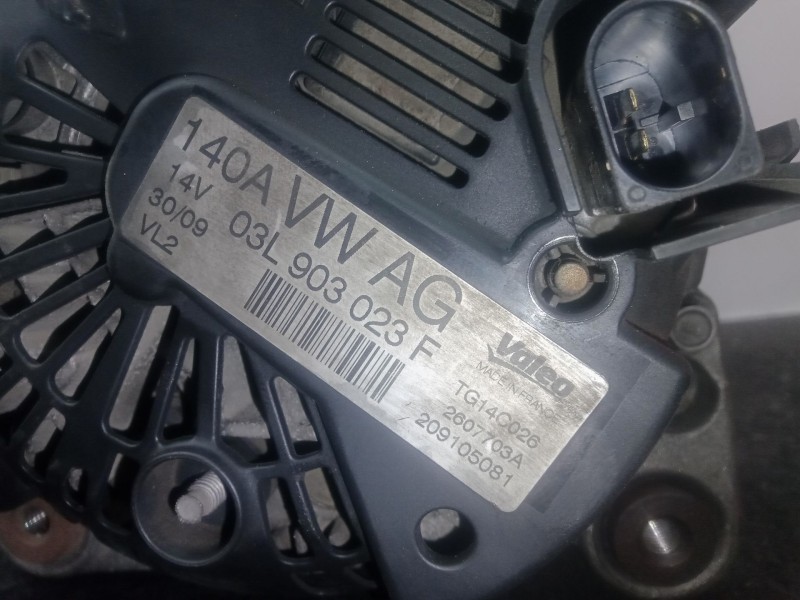 140A VW AG
14V 03L 903 023 F
30/09
VL2
Valeo
MADE IN FRANCE
TG14C026
2607703A
209105081